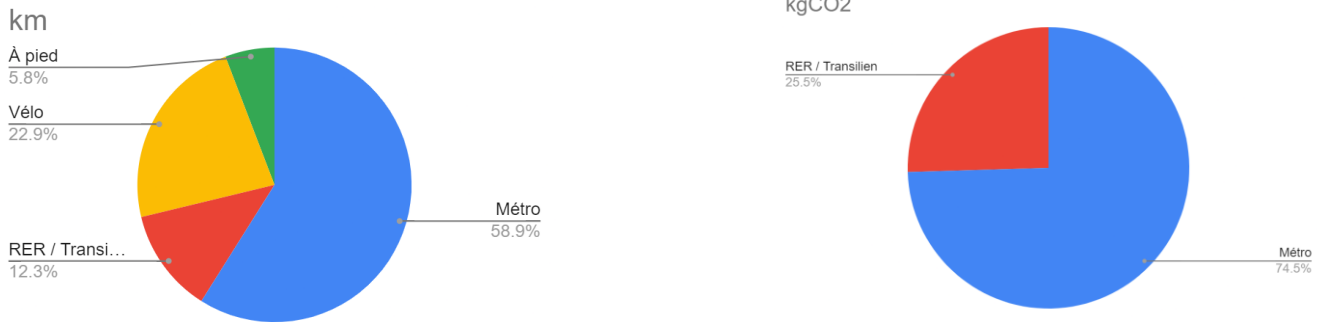 km
À pied
5.8%
Vélo
22.9%
RER / Transi...
12.3%
Métro
58.9%
kgCO2
RER / Transilien
25.5%
Métro
74.5%